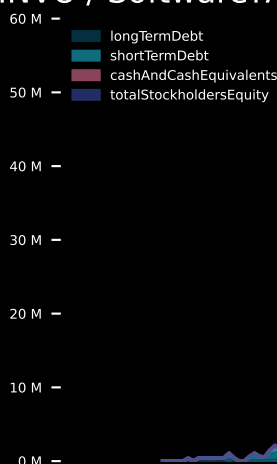 60 M
longTermDebt
shortTermDebt
cashAndCashEquivalents
totalStockholdersEquity
50 M
40 M
30 M
20 M
10 M
0 M